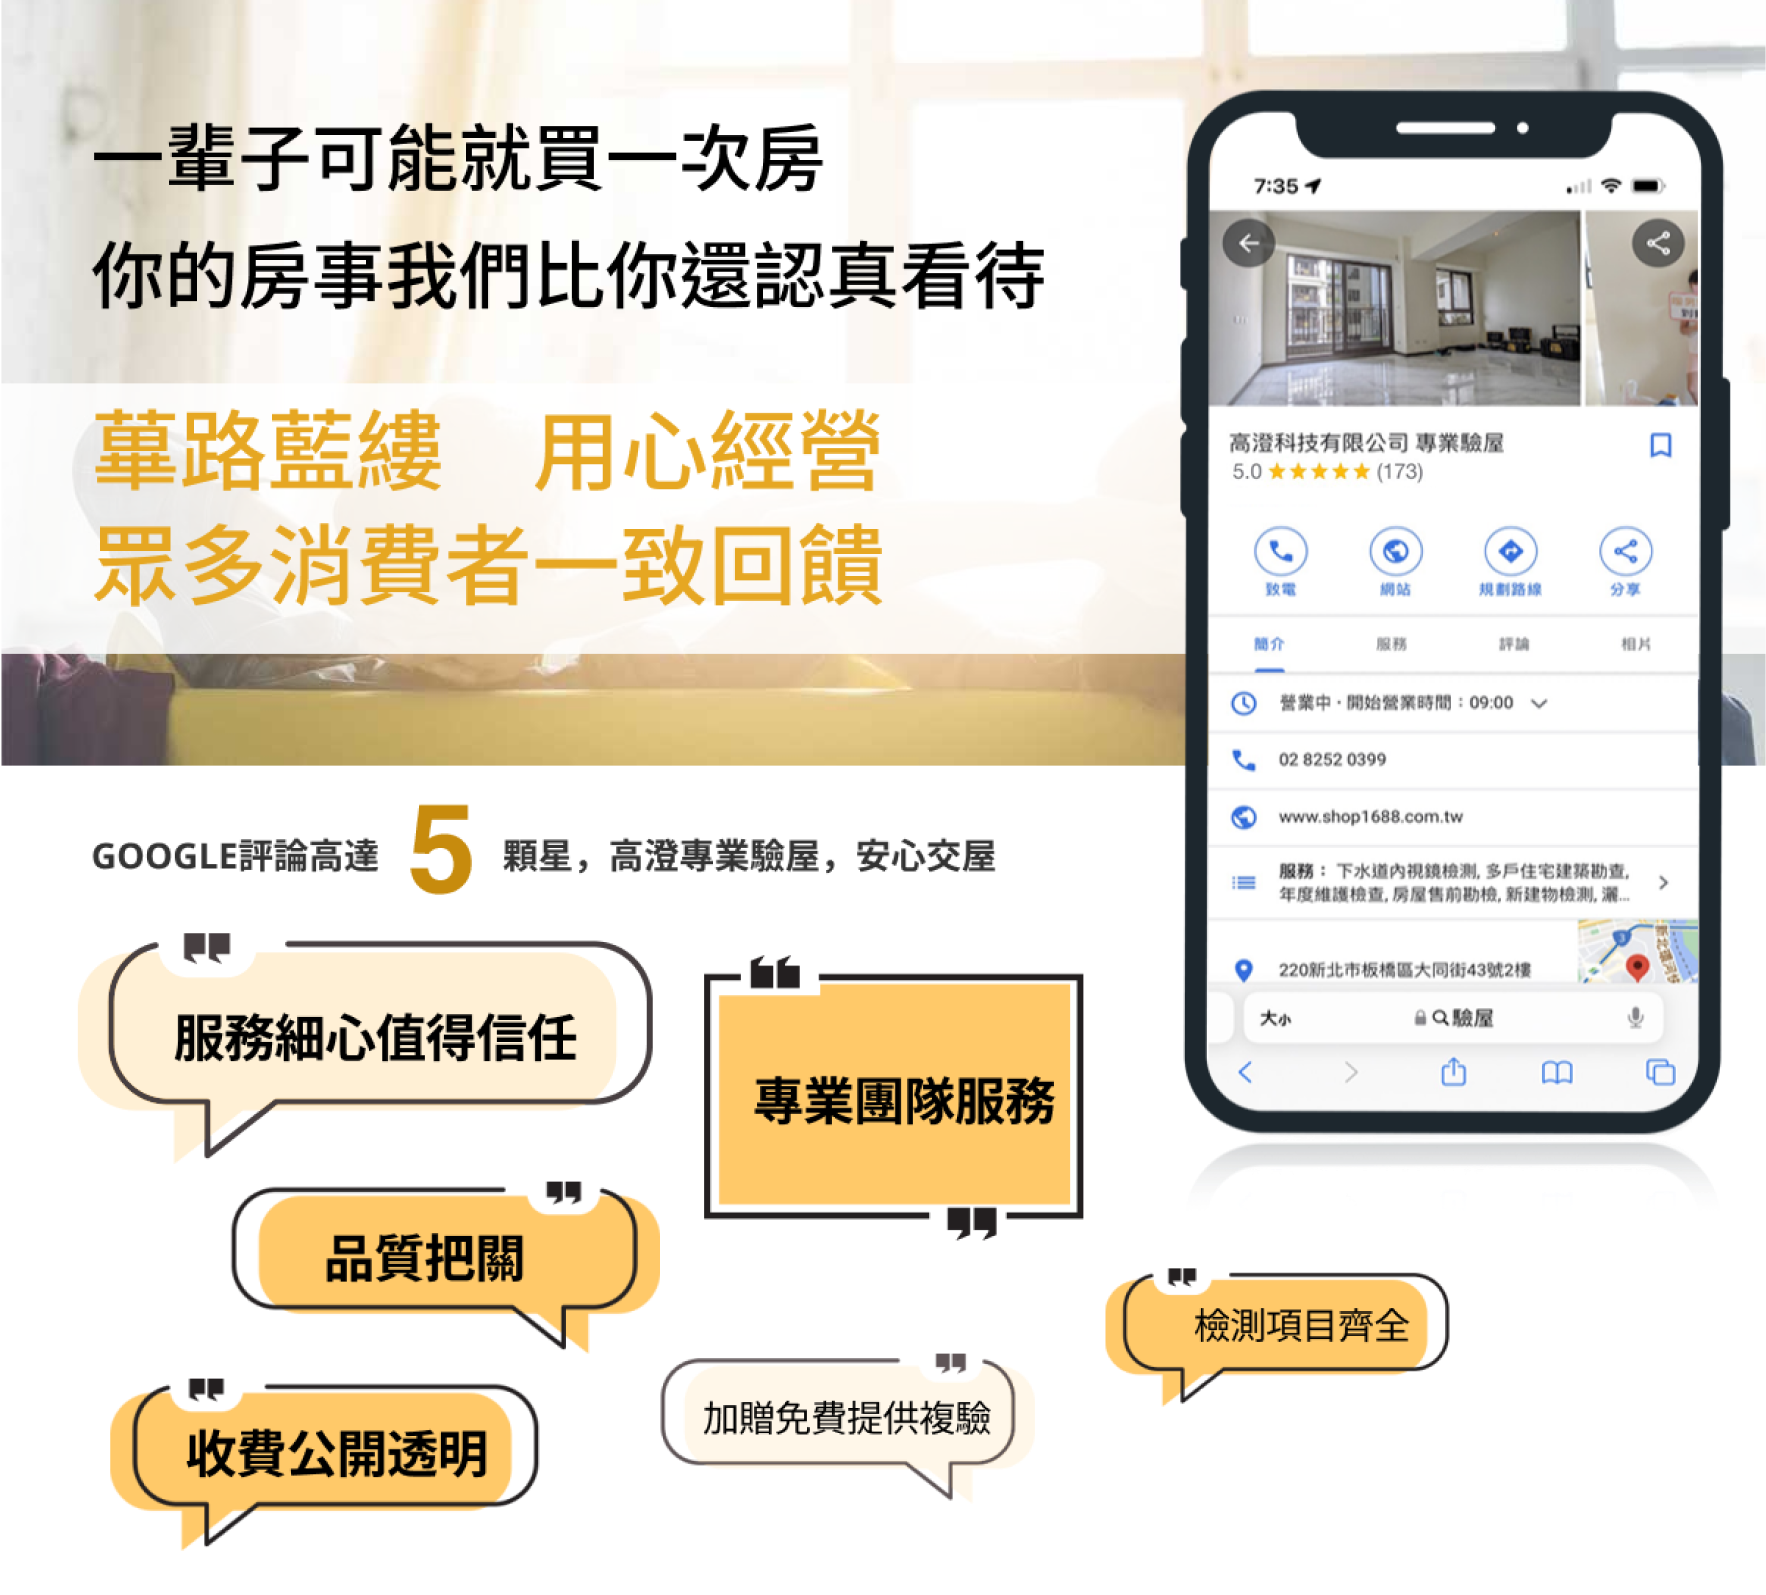 一輩子可能就買一次房
你的房事我們比你還認真看待
蓽路藍縷 用心經營
眾多消費者一致回饋
GOOGLE評論高達 5 顆星，高澄專業驗屋，安心交屋
服務細心值得信任
專業團隊服務
品質把關
檢測項目齊全
加贈免費提供複驗
收費公開透明
7:35
高澄科技有限公司 專業驗屋
5.0 ★★★★★ (173)
致電 網站 規劃路線 分享
簡介 服務 評論 相片
營業中·開始營業時間：09:00
02 8252 0399
www.shop1688.com.tw
服務： 下水道內視鏡檢測, 多戶住宅建築勘查,
年度維護檢查, 房屋售前勘檢, 新建物檢測, 灑...
220新北市板橋區大同街43號2樓
3
大小 驗屋